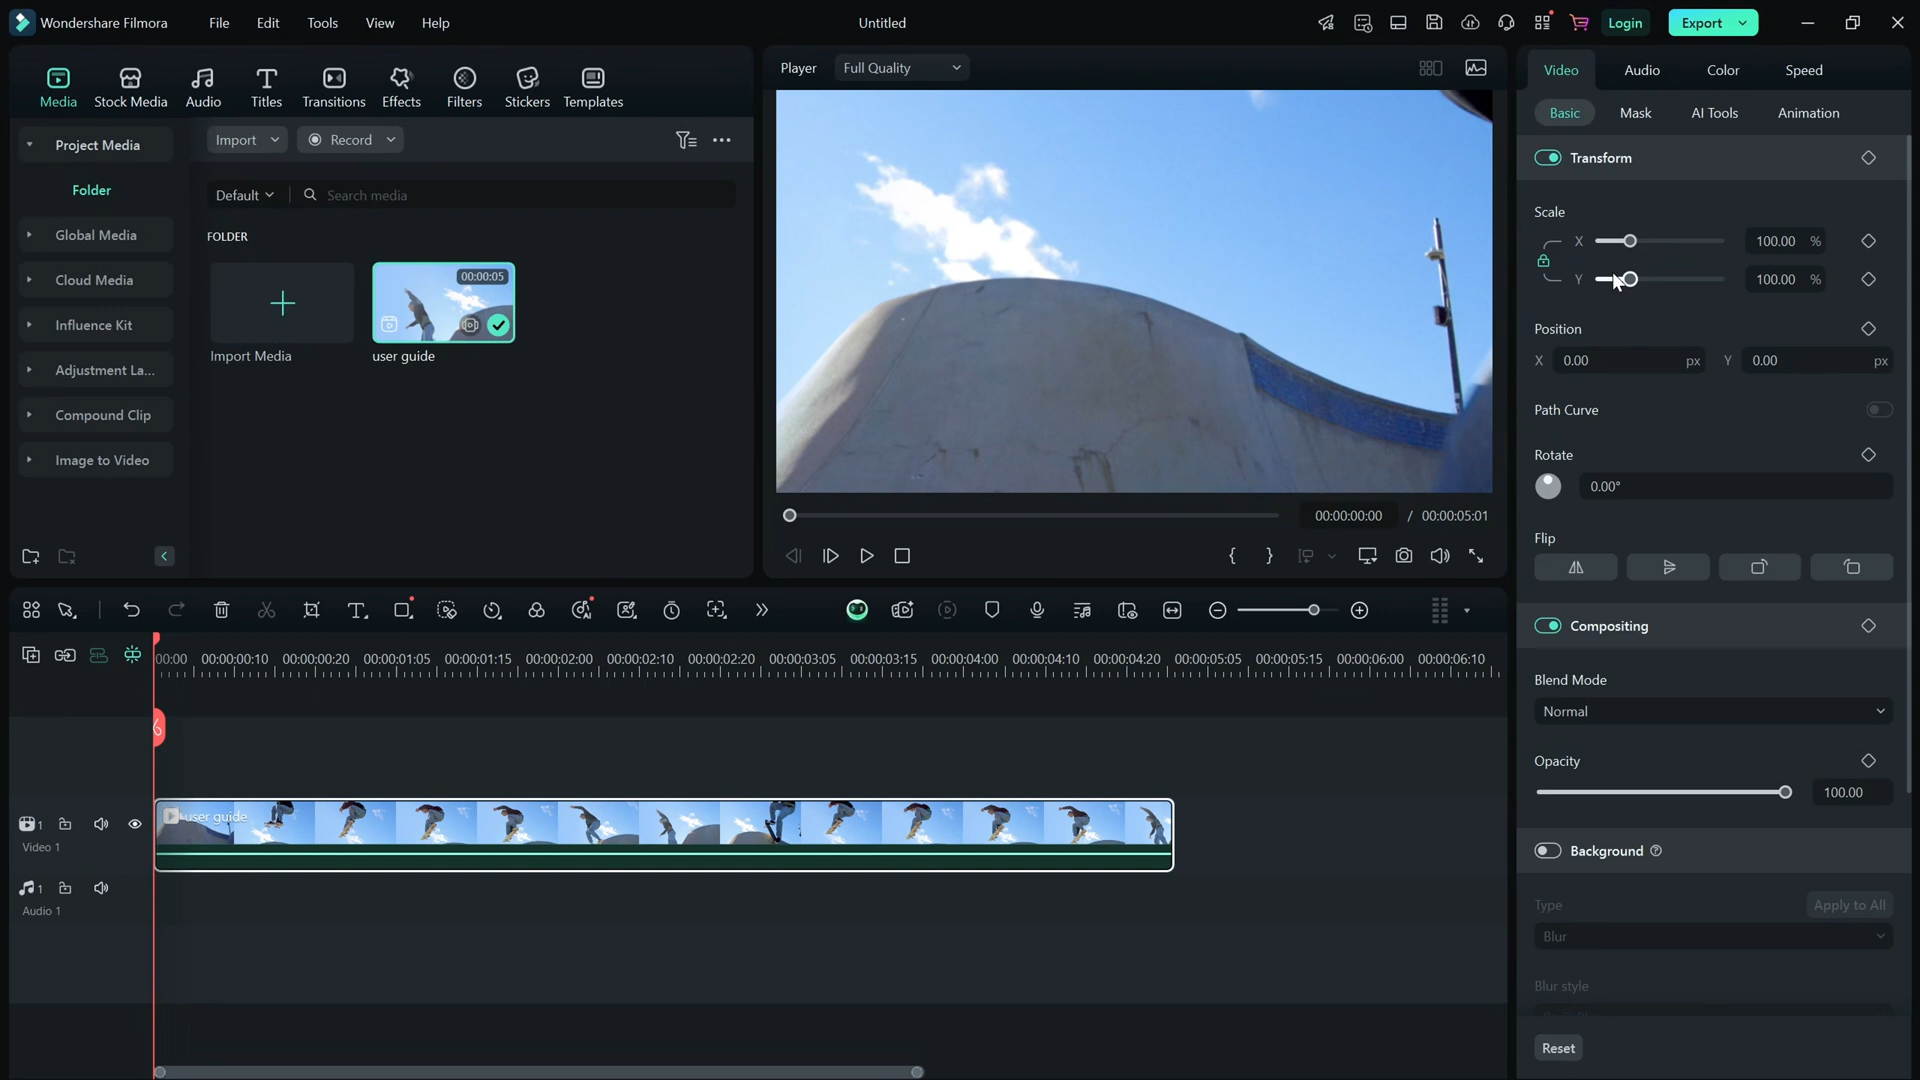 Wondershare Filmora File Edit Tools View Help Untitled Login Export
Media Stock Media Audio Titles Transitions Effects Filters Stickers Templates
Player Full Quality
Video Audio Color Speed
Basic Mask AI Tools Animation
Project Media
Folder
Global Media
Cloud Media
Influence Kit
Adjustment La...
Compound Clip
Image to Video
Import Record
Default Search media
FOLDER
00:00:05
Import Media user guide
00:00:00:00 / 00:00:05:01
Transform
Scale
X 100.00 %
Y 100.00 %
Position
X 0.00 px Y 0.00 px
Path Curve
Rotate
0.00°
Flip
Compositing
Blend Mode
Normal
Opacity
100.00
Background
Type Apply to All
Blur
Blur style
Reset
00:00 00:00:00:10 00:00:00:20 00:00:01:05 00:00:01:15 00:00:02:00 00:00:02:10 00:00:02:20 00:00:03:05 00:00:03:15 00:00:04:00 00:00:04:10 00:00:04:20 00:00:05:05 00:00:05:15 00:00:06:00 00:00:06:10
user guide
1
Video 1
1
Audio 1